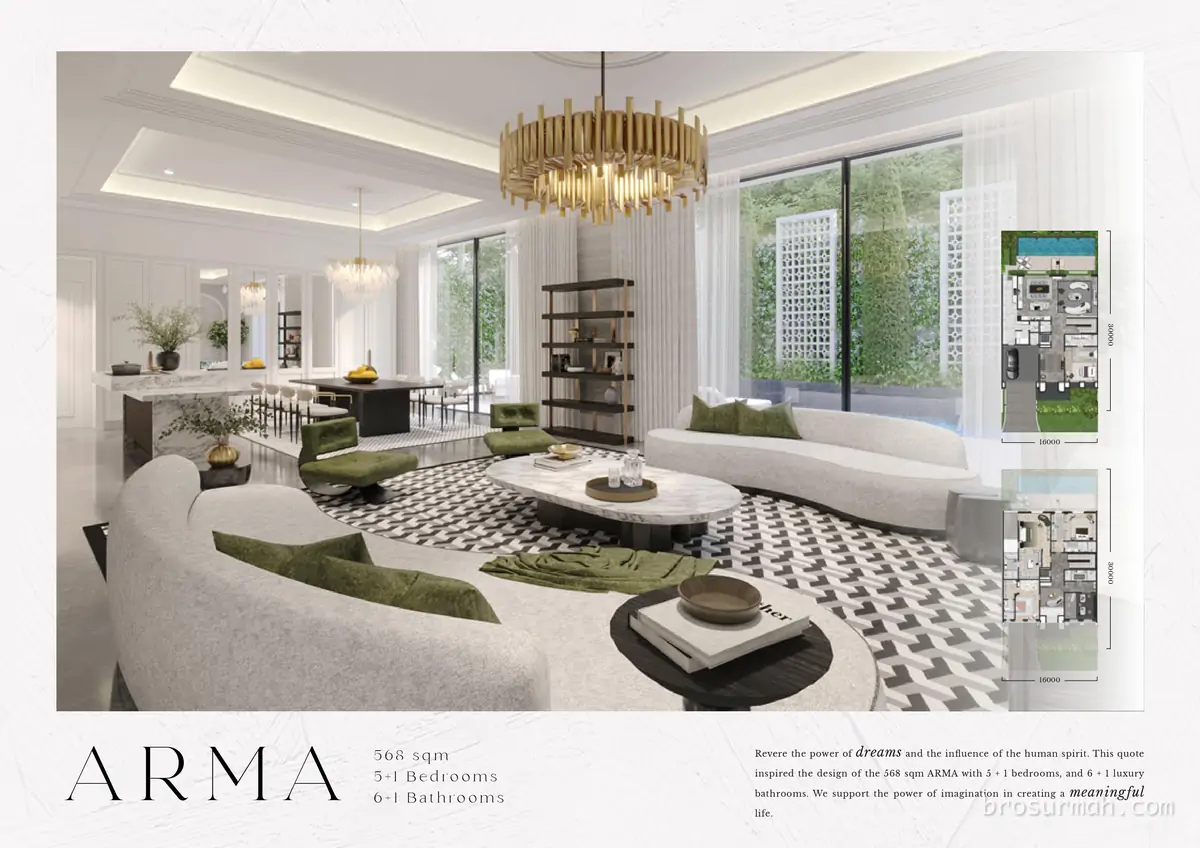 her
30000
16000
30000
16000
ARMA
568 sqm
5+1 Bedrooms
6+1 Bathrooms
Revere the power of dreams and the influence of the human spirit. This quote
inspired the design of the 568 sqm ARMA with 5 + 1 bedrooms, and 6 + 1 luxury
bathrooms. We support the power of imagination in creating a meaningful
life.
brosurmah.com